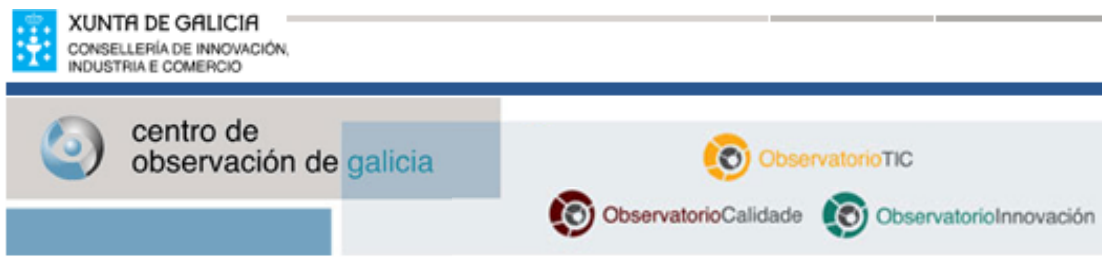 XUNTA DE GALICIA
CONSELLERÍA DE INNOVACIÓN,
INDUSTRIA E COMERCIO
centro de
observación de galicia
ObservatorioTIC
ObservatorioCalidade
ObservatorioInnovación